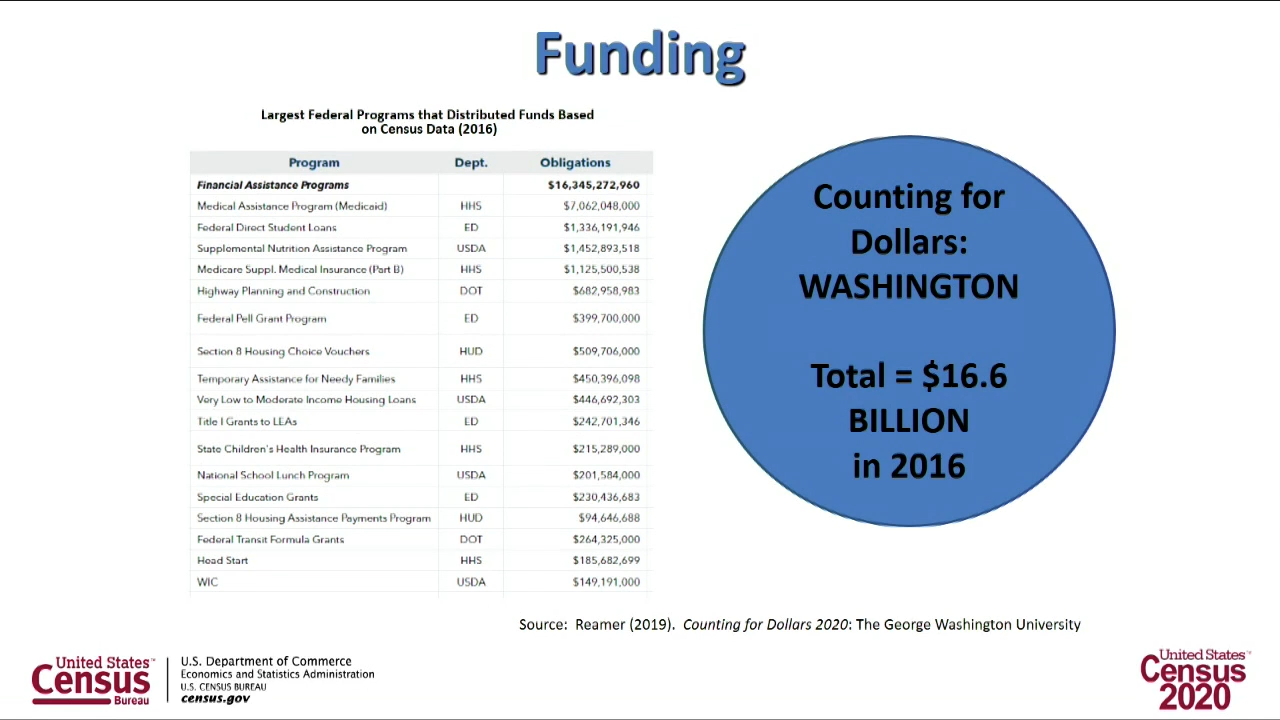 Funding
Largest Federal Programs that Distributed Funds Based
on Census Data (2016)
Program Dept. Obligations
Financial Assistance Programs $16,345,272,960
Medical Assistance Program (Medicaid) HHS $7,062,048,000
Federal Direct Student Loans ED $1,336,191,946
Supplemental Nutrition Assistance Program USDA $1,452,893,518
Medicare Suppl. Medical Insurance (Part B) HHS $1,125,500,538
Highway Planning and Construction DOT $682,958,983
Federal Pell Grant Program ED $399,700,000
Section 8 Housing Choice Vouchers HUD $509,706,000
Temporary Assistance for Needy Families HHS $450,396,098
Very Low to Moderate Income Housing Loans USDA $446,692,303
Title I Grants to LEAs ED $242,701,346
State Children's Health Insurance Program HHS $215,289,000
National School Lunch Program USDA $201,584,000
Special Education Grants ED $230,436,683
Section 8 Housing Assistance Payments Program HUD $94,646,688
Federal Transit Formula Grants DOT $264,325,000
Head Start HHS $185,682,699
WIC USDA $149,191,000
Counting for
Dollars:
WASHINGTON
Total = $16.6
BILLION
in 2016
Source: Reamer (2019). Counting for Dollars 2020: The George Washington University
United States™
Census
Bureau
U.S. Department of Commerce
Economics and Statistics Administration
U.S. CENSUS BUREAU
census.gov
United States™
Census
2020